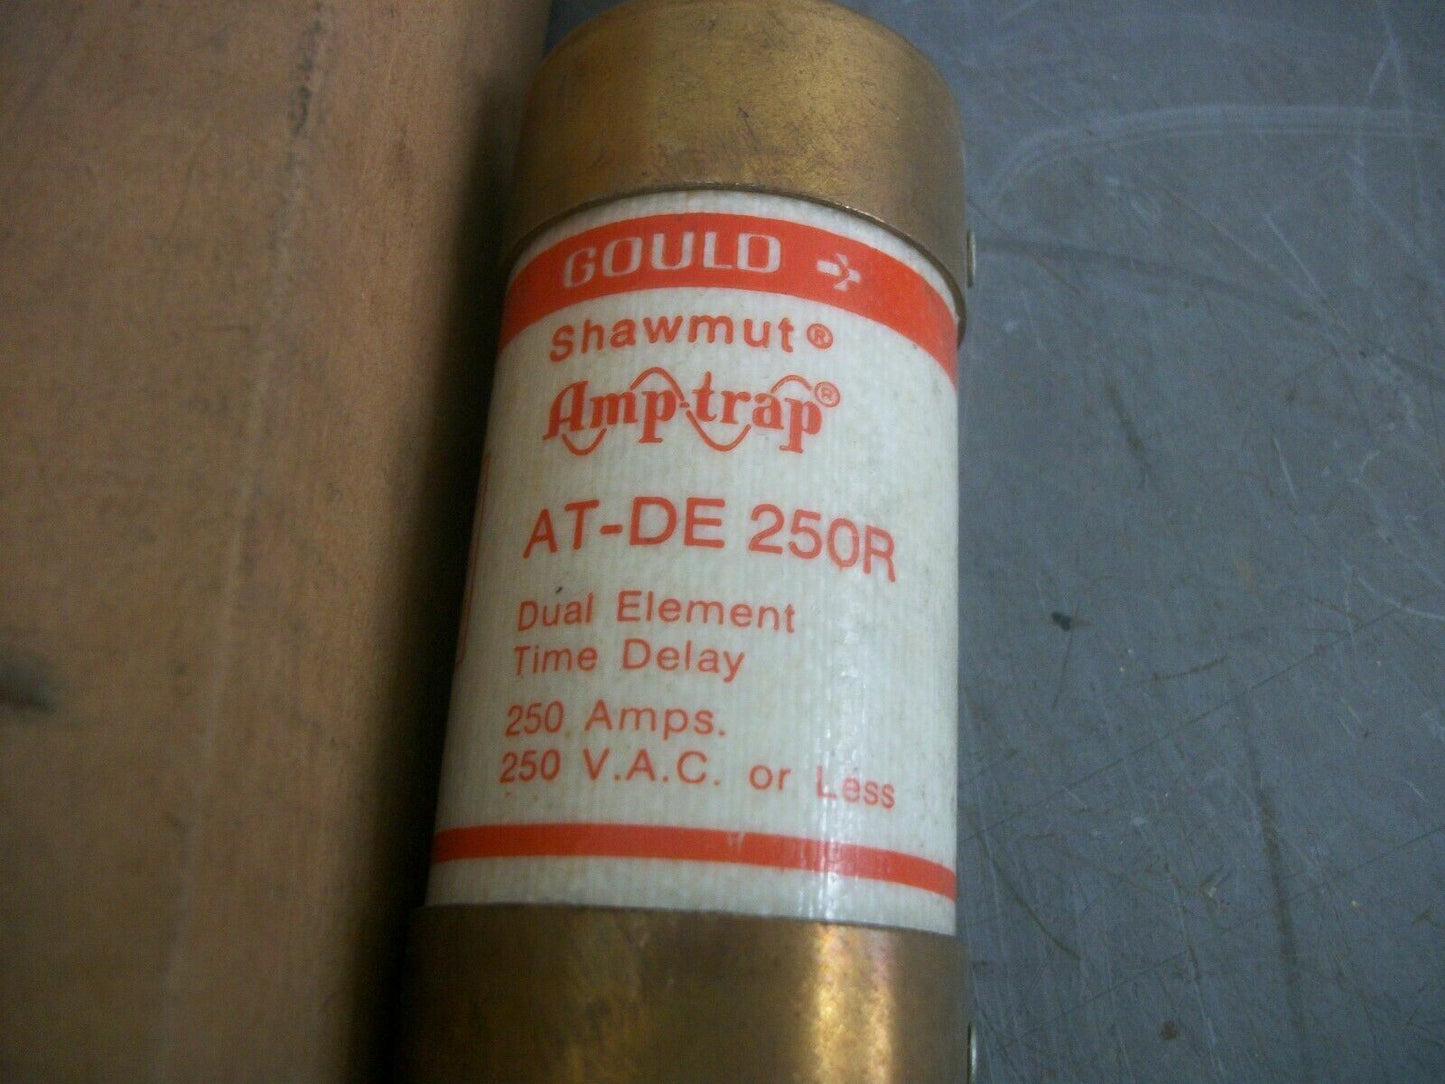 GOULD
Shawmut®
Amp-trap®
AT-DE 250R
Dual Element
Time Delay
250 Amps.
250 V.A.C. or Less